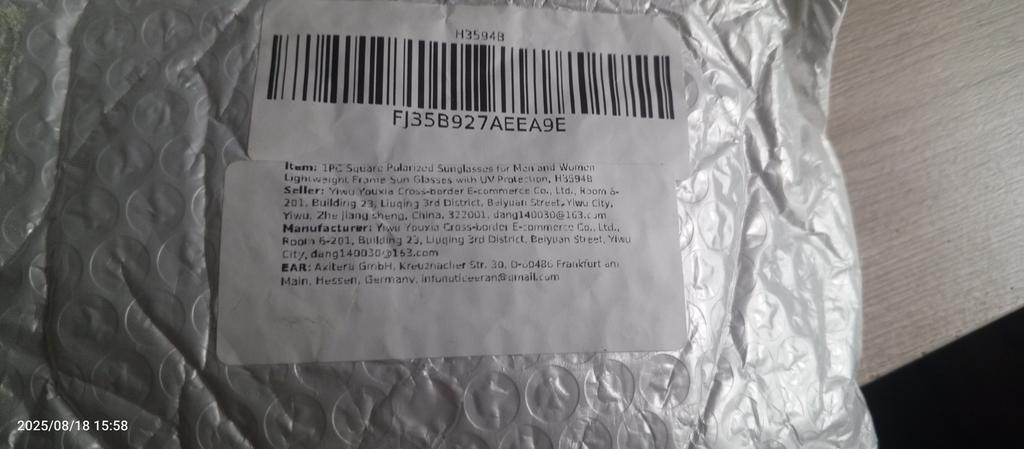 H3594B
FJ35B927AEEA9E
Item: 1PC Square Polarized Sunglasses for Men and Women
Lightweight Frame Sun Glasses with UV Protection, H3594B
Seller: Yiwu Youxia Cross-border E-commerce Co., Ltd., Room 6-
201, Building 23, Liuqing 3rd District, Beiyuan Street, Yiwu City,
Yiwu, Zhe jiang sheng, China, 322001, dang140030@163.com
Manufacturer: Yiwu Youxia Cross-border E-commerce Co., Ltd.,
Room 6-201, Building 23, Liuqing 3rd District, Beiyuan Street, Yiwu
City, dang140030@163.com
EAR: GmbH, Kreuznacher Str. 30, D-60486 Frankfurt am
Main, Hessen, Germany,
2025/08/18 15:58